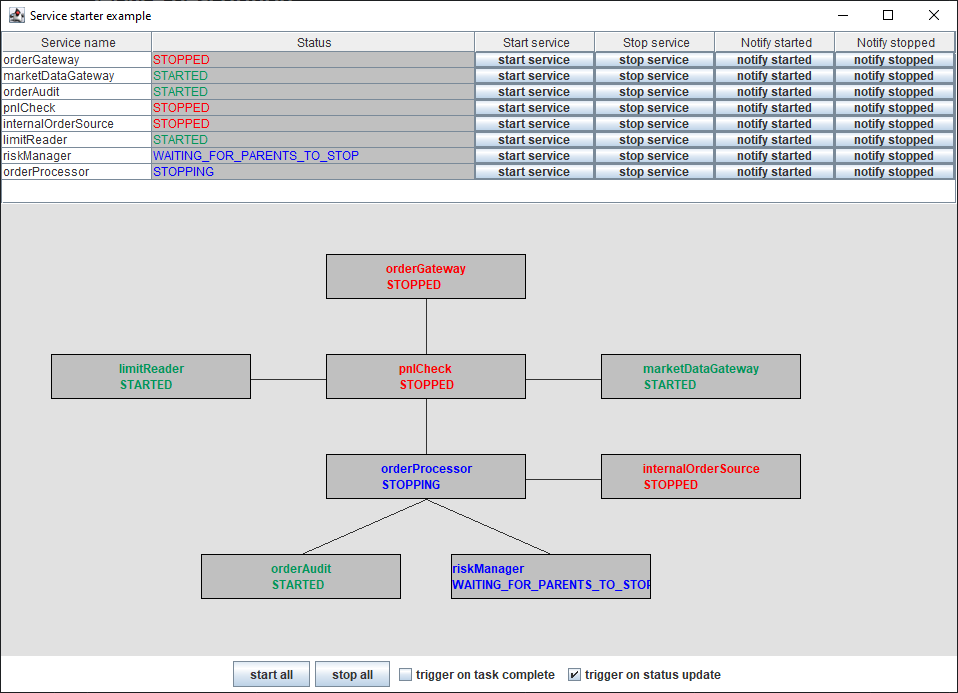 Service starter example
Service name Status Start service Stop service Notify started Notify stopped
orderGateway STOPPED start service stop service notify started notify stopped
marketDataGateway STARTED start service stop service notify started notify stopped
orderAudit STARTED start service stop service notify started notify stopped
pnlCheck STOPPED start service stop service notify started notify stopped
internalOrderSource STOPPED start service stop service notify started notify stopped
limitReader STARTED start service stop service notify started notify stopped
riskManager WAITING_FOR_PARENTS_TO_STOP start service stop service notify started notify stopped
orderProcessor STOPPING start service stop service notify started notify stopped
orderGateway
STOPPED
limitReader
STARTED
pnlCheck
STOPPED
marketDataGateway
STARTED
orderProcessor
STOPPING
internalOrderSource
STOPPED
orderAudit
STARTED
riskManager
WAITING_FOR_PARENTS_TO_STOP
start all stop all trigger on task complete trigger on status update